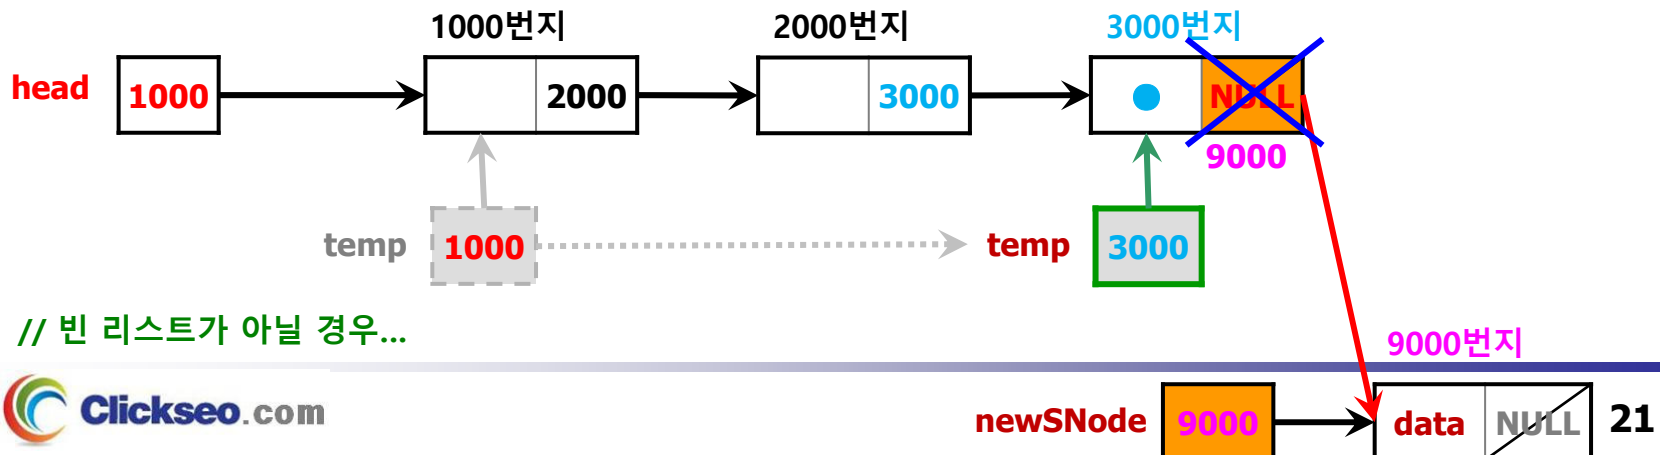 1000번지 2000번지 3000번지
head 1000 2000 3000 NULL
9000
temp 1000 temp 3000
// 빈 리스트가 아닐 경우...
9000번지
Clickseo.com newSNode 9000 data NULL 21